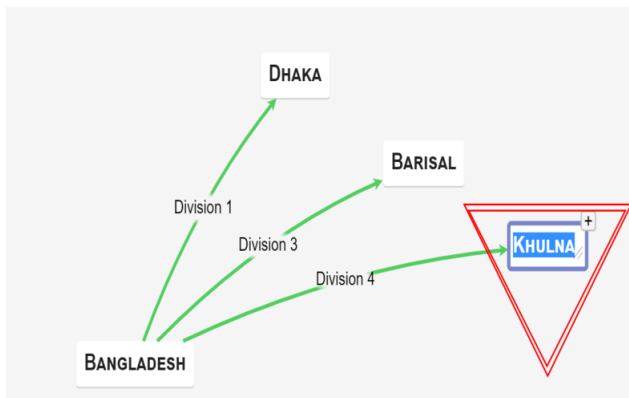 DHAKA
BARISAL
Division 1
+
KHULNA
Division 3
Division 4
BANGLADESH